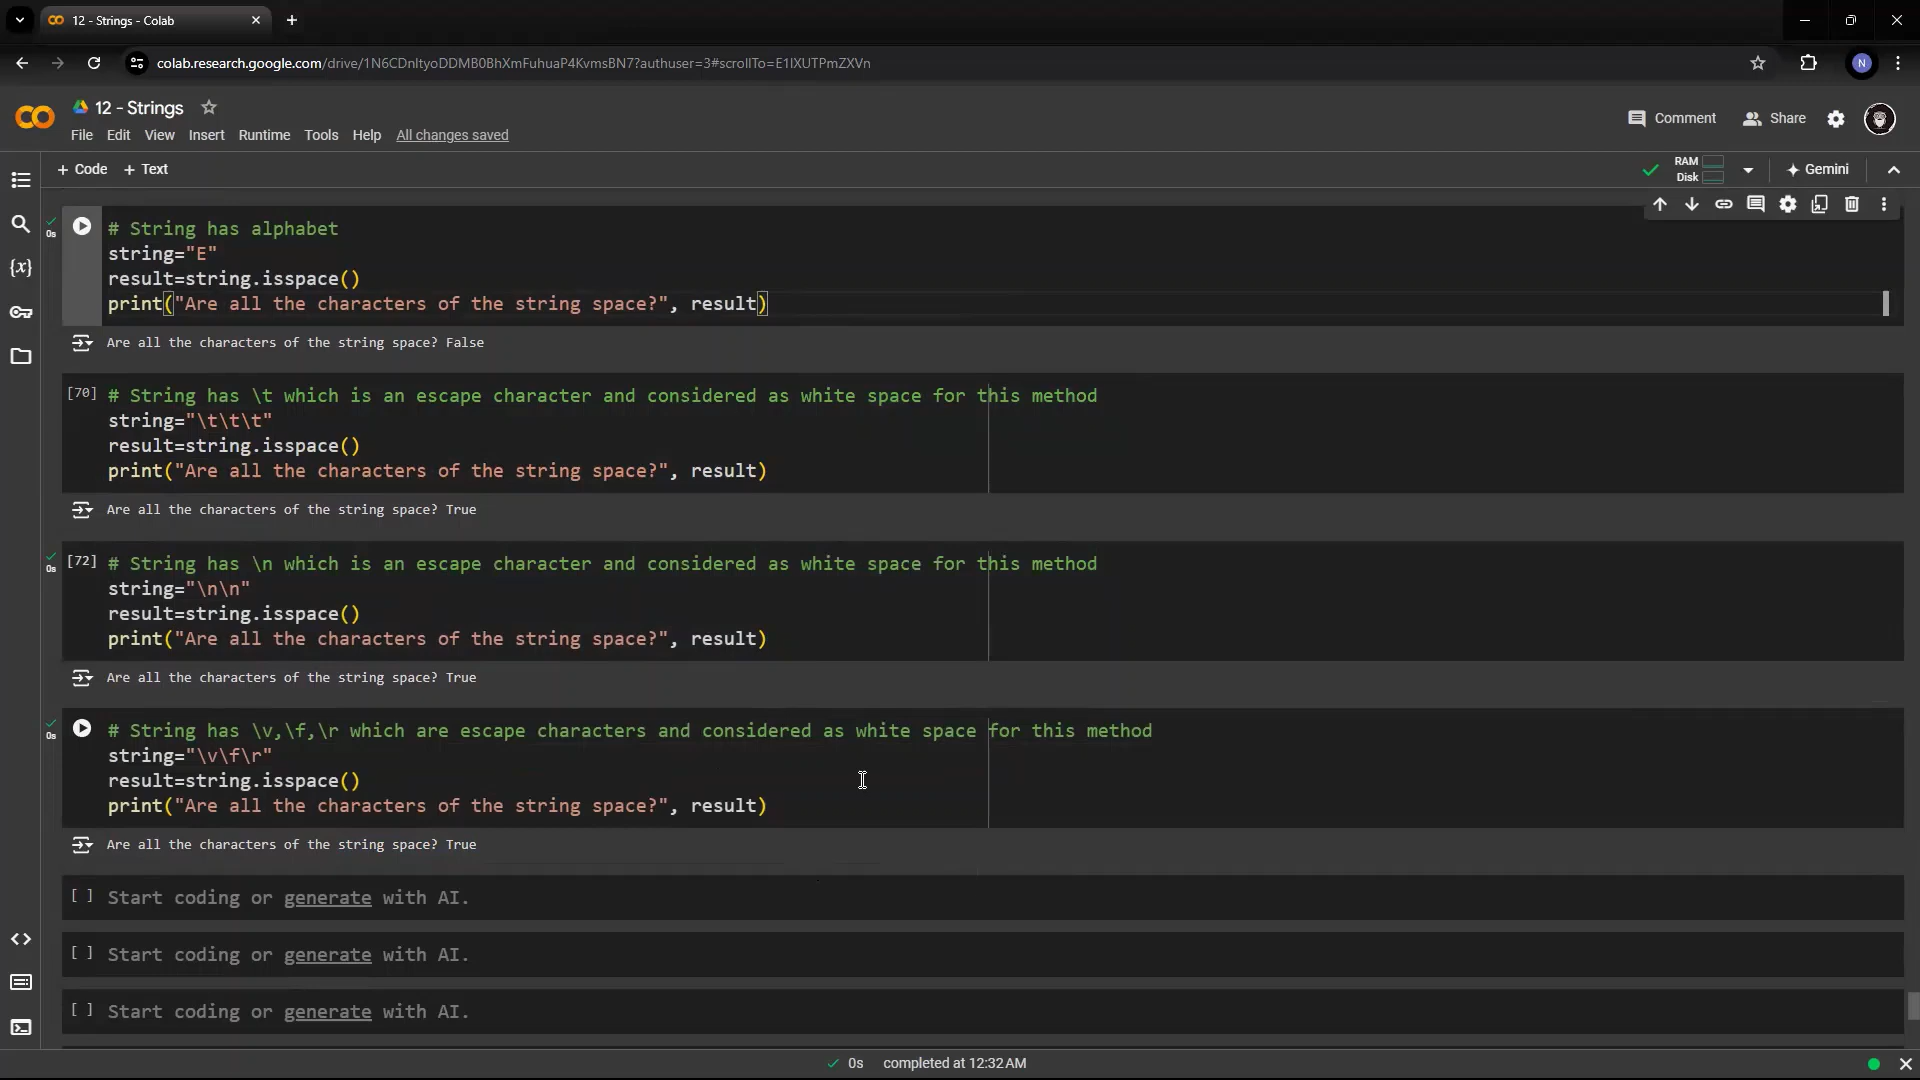 12 - Strings - Colab
colab.research.google.com/drive/1N6CDnItyoDDMB0BhXmFuhuaP4KvmsBN7?authuser=3#scrollTo=E1lXUTPmZXVn
N
12 - Strings
File Edit View Insert Runtime Tools Help All changes saved
Comment Share
+ Code + Text
RAM
Disk
Gemini
0s
# String has alphabet
string="E"
result=string.isspace()
print("Are all the characters of the string space?", result)
Are all the characters of the string space? False
[70] # String has \t which is an escape character and considered as white space for this method
string="\t\t\t"
result=string.isspace()
print("Are all the characters of the string space?", result)
Are all the characters of the string space? True
0s
[72] # String has \n which is an escape character and considered as white space for this method
string="\n\n"
result=string.isspace()
print("Are all the characters of the string space?", result)
Are all the characters of the string space? True
0s
# String has \v,\f,\r which are escape characters and considered as white space for this method
string="\v\f\r"
result=string.isspace()
print("Are all the characters of the string space?", result)
Are all the characters of the string space? True
[ ] Start coding or generate with AI.
[ ] Start coding or generate with AI.
[ ] Start coding or generate with AI.
0s completed at 12:32 AM